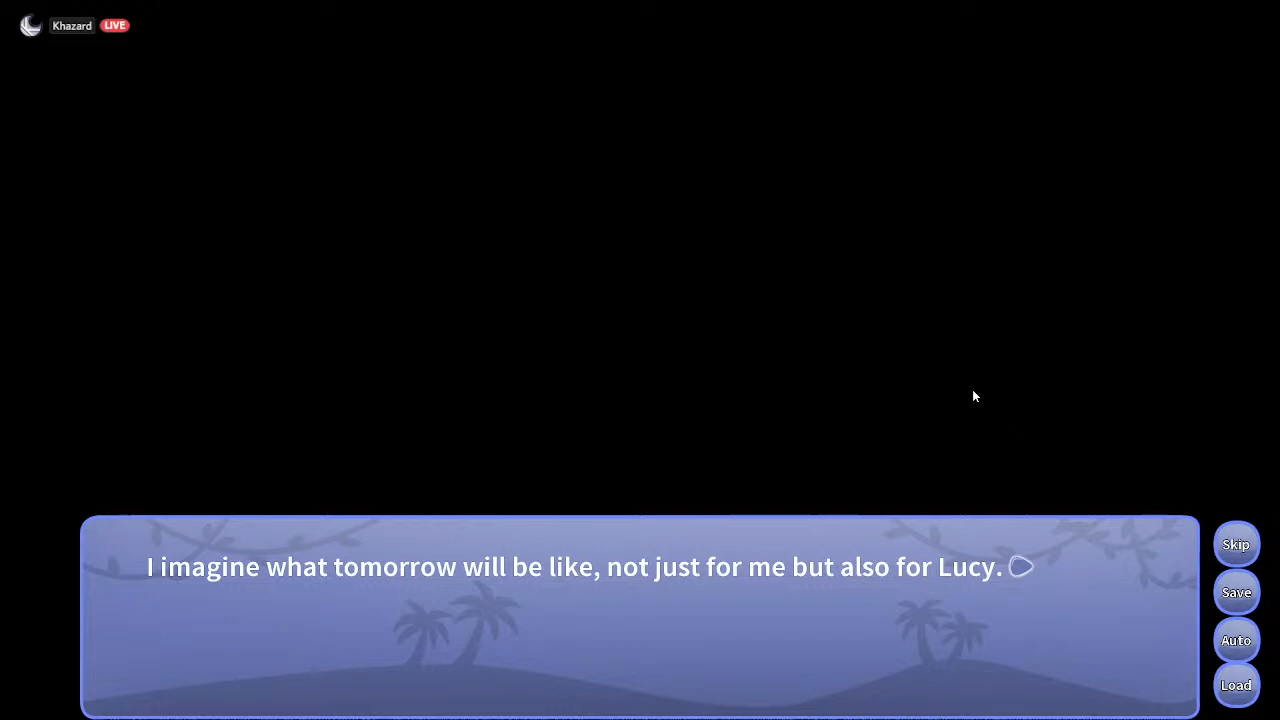 Khazard LIVE
I imagine what tomorrow will be like, not just for me but also for Lucy.
Skip
Save
Auto
Load